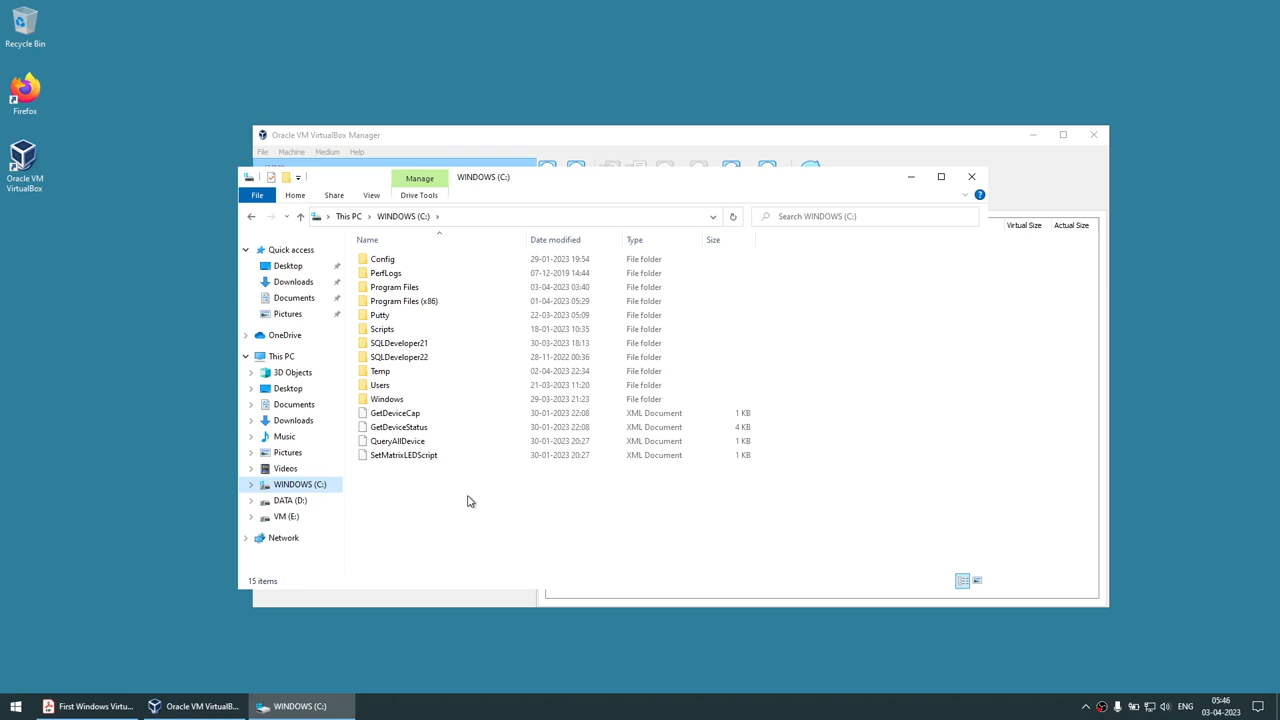 Recycle Bin
Firefox
Oracle VM
VirtualBox
Oracle VM VirtualBox Manager
File Machine Medium Help
Manage WINDOWS (C:)
File Home Share View Drive Tools
This PC WINDOWS (C:)
Search WINDOWS (C:)
Virtual Size Actual Size
Name Date modified Type Size
Quick access
Desktop
Downloads
Documents
Pictures
OneDrive
This PC
3D Objects
Desktop
Documents
Downloads
Music
Pictures
Videos
WINDOWS (C:)
DATA (D:)
VM (E:)
Network
Config 29-01-2023 19:54 File folder
PerfLogs 07-12-2019 14:44 File folder
Program Files 03-04-2023 03:40 File folder
Program Files (x86) 01-04-2023 05:29 File folder
Putty 22-03-2023 05:09 File folder
Scripts 18-01-2023 10:35 File folder
SQLDeveloper21 30-03-2023 18:13 File folder
SQLDeveloper22 28-11-2022 00:36 File folder
Temp 02-04-2023 22:34 File folder
Users 21-03-2023 11:20 File folder
Windows 29-03-2023 21:23 File folder
GetDeviceCap 30-01-2023 22:08 XML Document 1 KB
GetDeviceStatus 30-01-2023 22:08 XML Document 4 KB
QueryAllDevice 30-01-2023 20:27 XML Document 1 KB
SetMatrixLEDScript 30-01-2023 20:27 XML Document 1 KB
15 items
First Windows Virtu... Oracle VM VirtualB... WINDOWS (C:)
ENG
05:46
03-04-2023